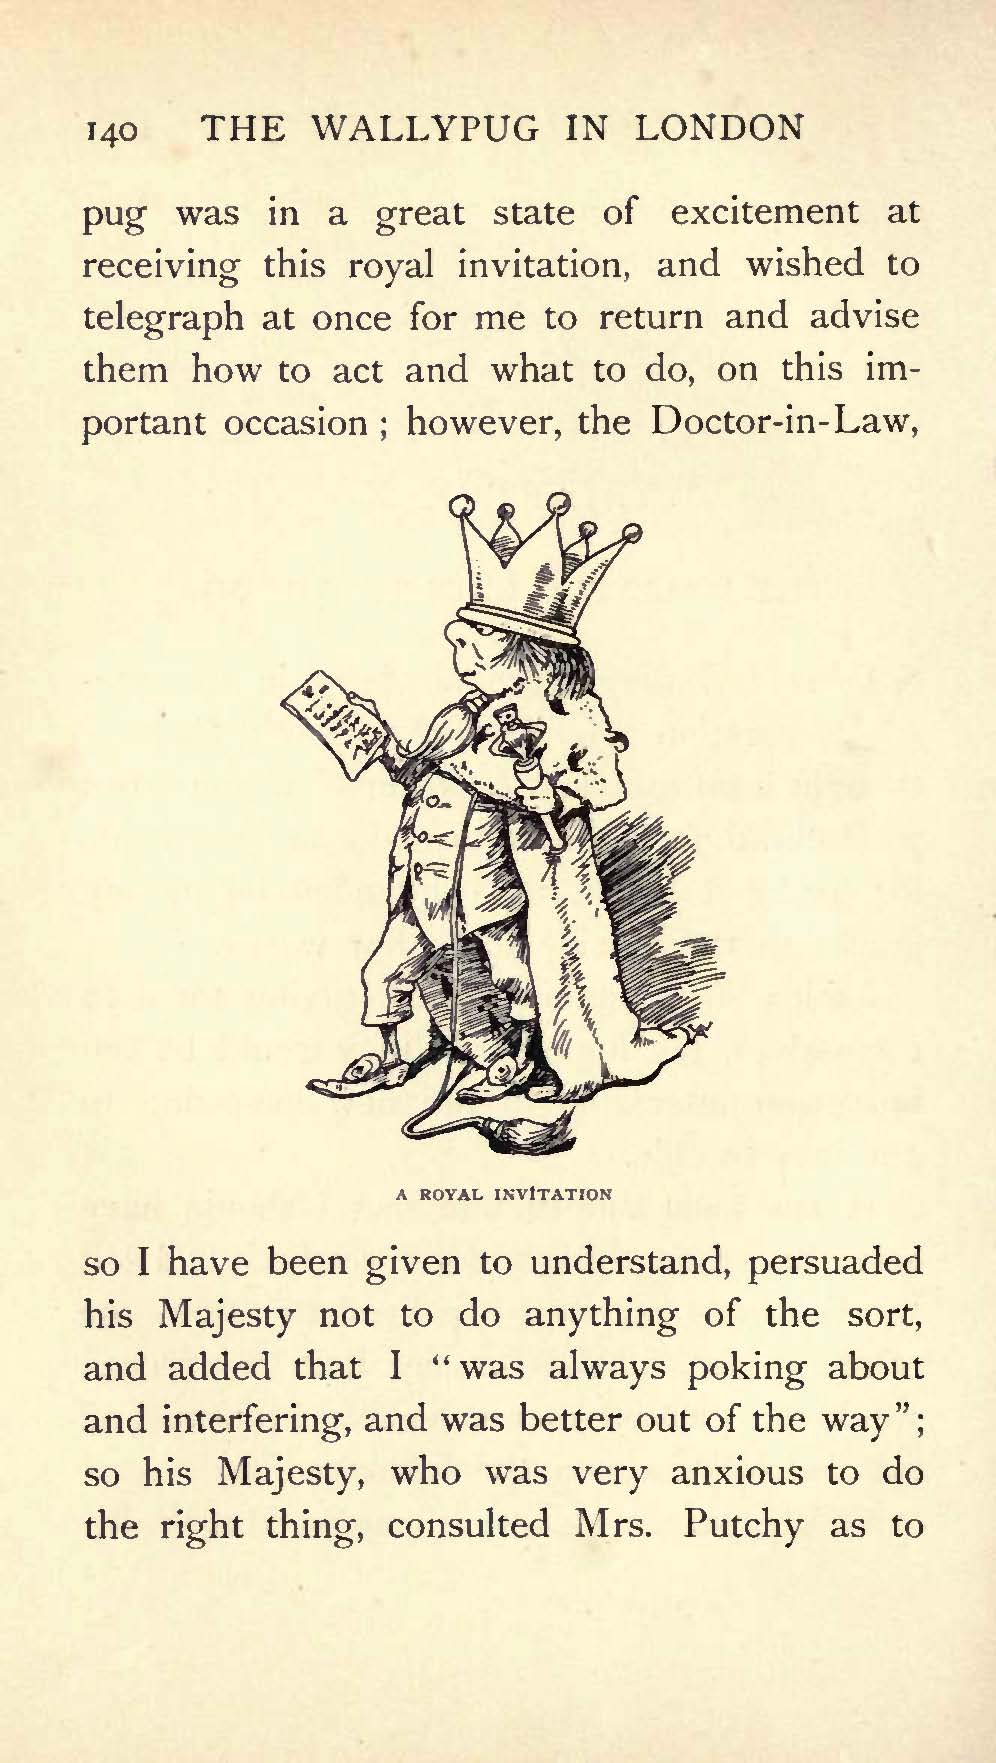 140 THE WALLYPUG IN LONDON
pug was in a great state of excitement at
receiving this royal invitation, and wished to
telegraph at once for me to return and advise
them how to act and what to do, on this im-
portant occasion ; however, the Doctor-in-Law,
A ROYAL INVITATION
so I have been given to understand, persuaded
his Majesty not to do anything of the sort,
and added that I “was always poking about
and interfering, and was better out of the way”;
so his Majesty, who was very anxious to do
the right thing, consulted Mrs. Putchy as to